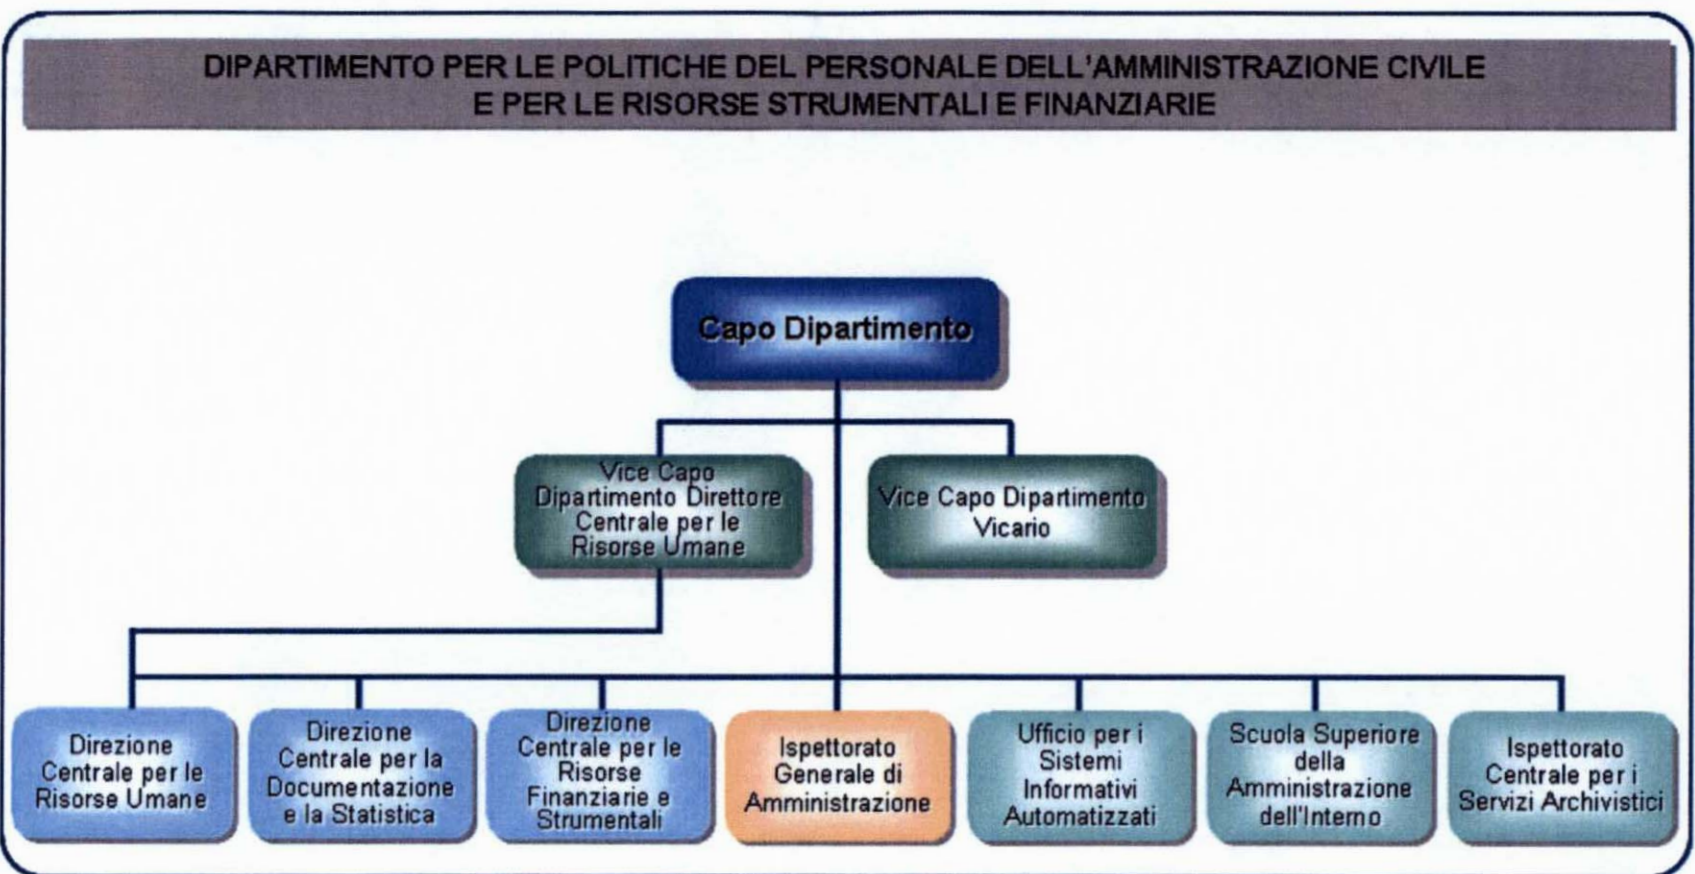 DIPARTIMENTO PER LE POLITICHE DEL PERSONALE DELL'AMMINISTRAZIONE CIVILE
E PER LE RISORSE STRUMENTALI E FINANZIARIE
Capo Dipartimento
Vice Capo
Dipartimento Direttore
Centrale per le
Risorse Umane
Vice Capo Dipartimento
Vicario
Direzione
Centrale per le
Risorse Umane
Direzione
Centrale per la
Documentazione
e la Statistica
Direzione
Centrale per le
Risorse
Finanziarie e
Strumentali
Ispettorato
Generale di
Amministrazione
Ufficio per i
Sistemi
Informativi
Automatizzati
Scuola Superiore
della
Amministrazione
dell'Interno
Ispettorato
Centrale per i
Servizi Archivistici